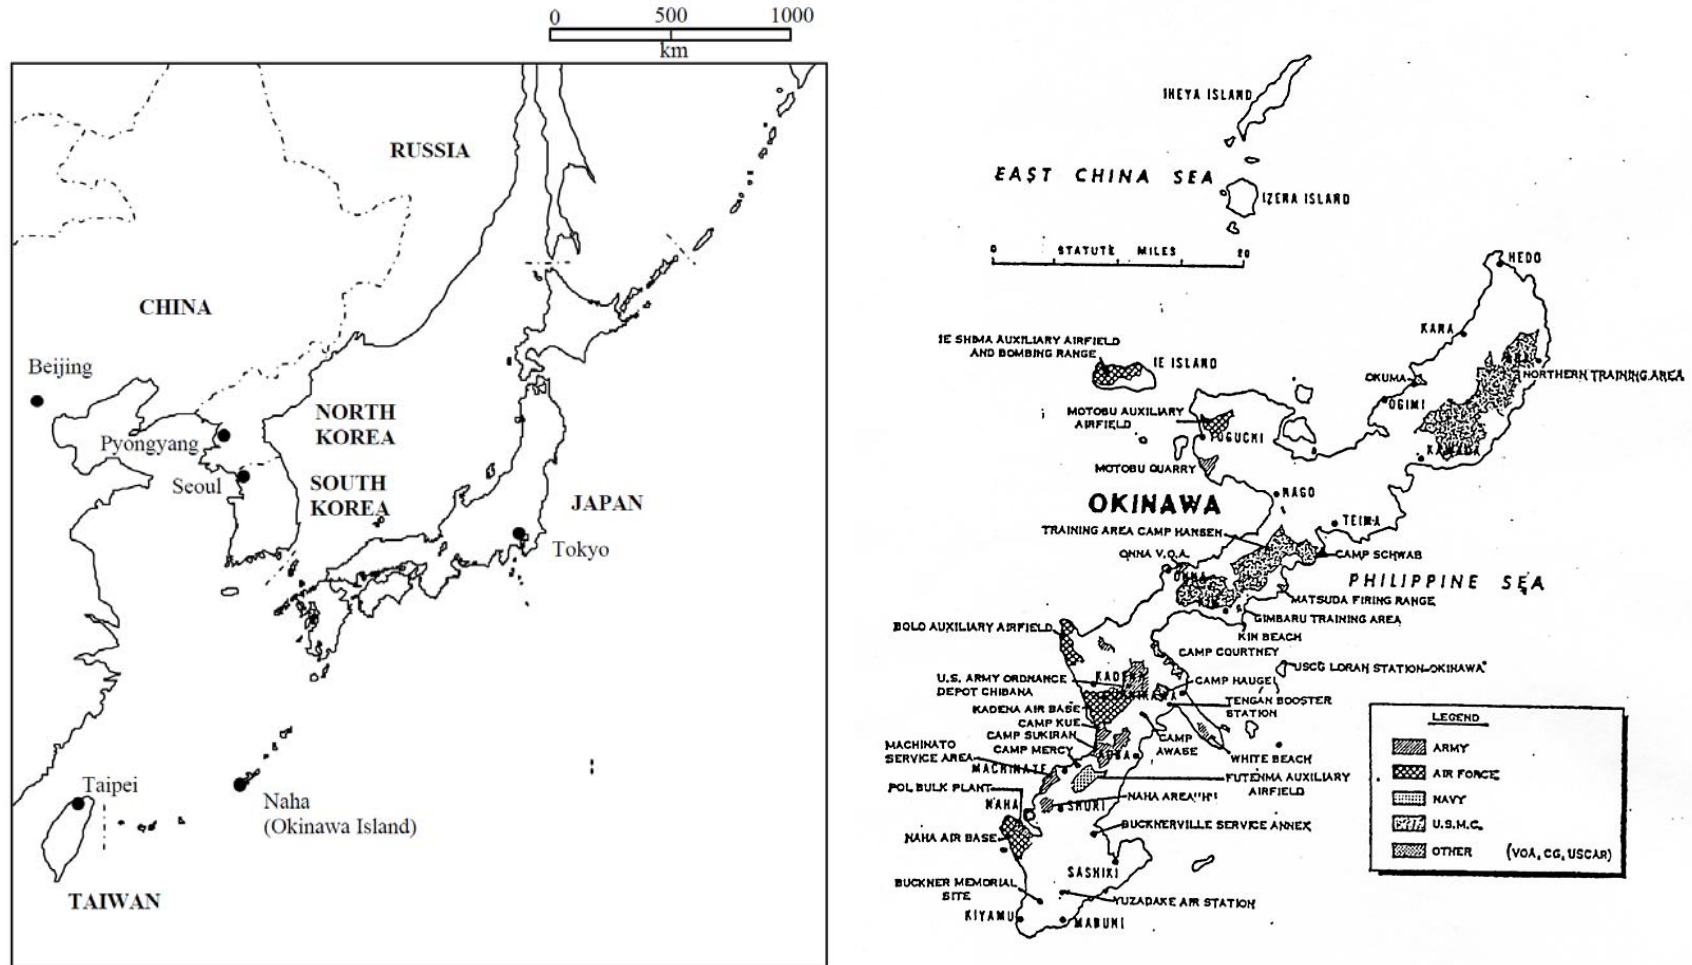 0 500 1000
km
RUSSIA
CHINA
Beijing
NORTH
KOREA
Pyongyang
Seoul
SOUTH
KOREA
JAPAN
Tokyo
Taipei
Naha
(Okinawa Island)
TAIWAN
IHEYA ISLAND
EAST CHINA SEA
IZENA ISLAND
0 STATUTE MILES 20
HEDO
KARA
IE SHIMA AUXILIARY AIRFIELD
AND BOMBING RANGE
IE ISLAND
NORTHERN TRAINING AREA
OKUMA
OGIMI
MOTOBU AUXILIARY
AIRFIELD
TOGUCHI
KAWADA
MOTOBU QUARRY
OKINAWA
NAGO
TEIMA
TRAINING AREA CAMP HANSEN
ONNA V.O.A.
CAMP SCHWAB
ONNA
PHILIPPINE SEA
MATSUDA FIRING RANGE
GIMBARU TRAINING AREA
BOLO AUXILIARY AIRFIELD
KIN BEACH
CAMP COURTNEY
USCG LORAN STATION-OKINAWA
KADENA
U.S. ARMY ORDNANCE
DEPOT CHIBANA
CAMP HAUGE
TENGAN BOOSTER
STATION
KADENA AIR BASE
CAMP KUE
CAMP SUKIRAN
CAMP MERCY
CAMP
AWASE
MACHINATO
SERVICE AREA
WHITE BEACH
MACHINATE
FUTENMA AUXILIARY
AIRFIELD
POL BULK PLANT
NAHA
SHURI
NAHA AREA "H"
BUCKNERVILLE SERVICE ANNEX
NAHA AIR BASE
SASHIKI
BUCKNER MEMORIAL
SITE
YUZADAKE AIR STATION
KIYAMU
MABUNI
LEGEND
ARMY
AIR FORCE
NAVY
U.S.M.C.
OTHER (VOA, CG, USCAR)